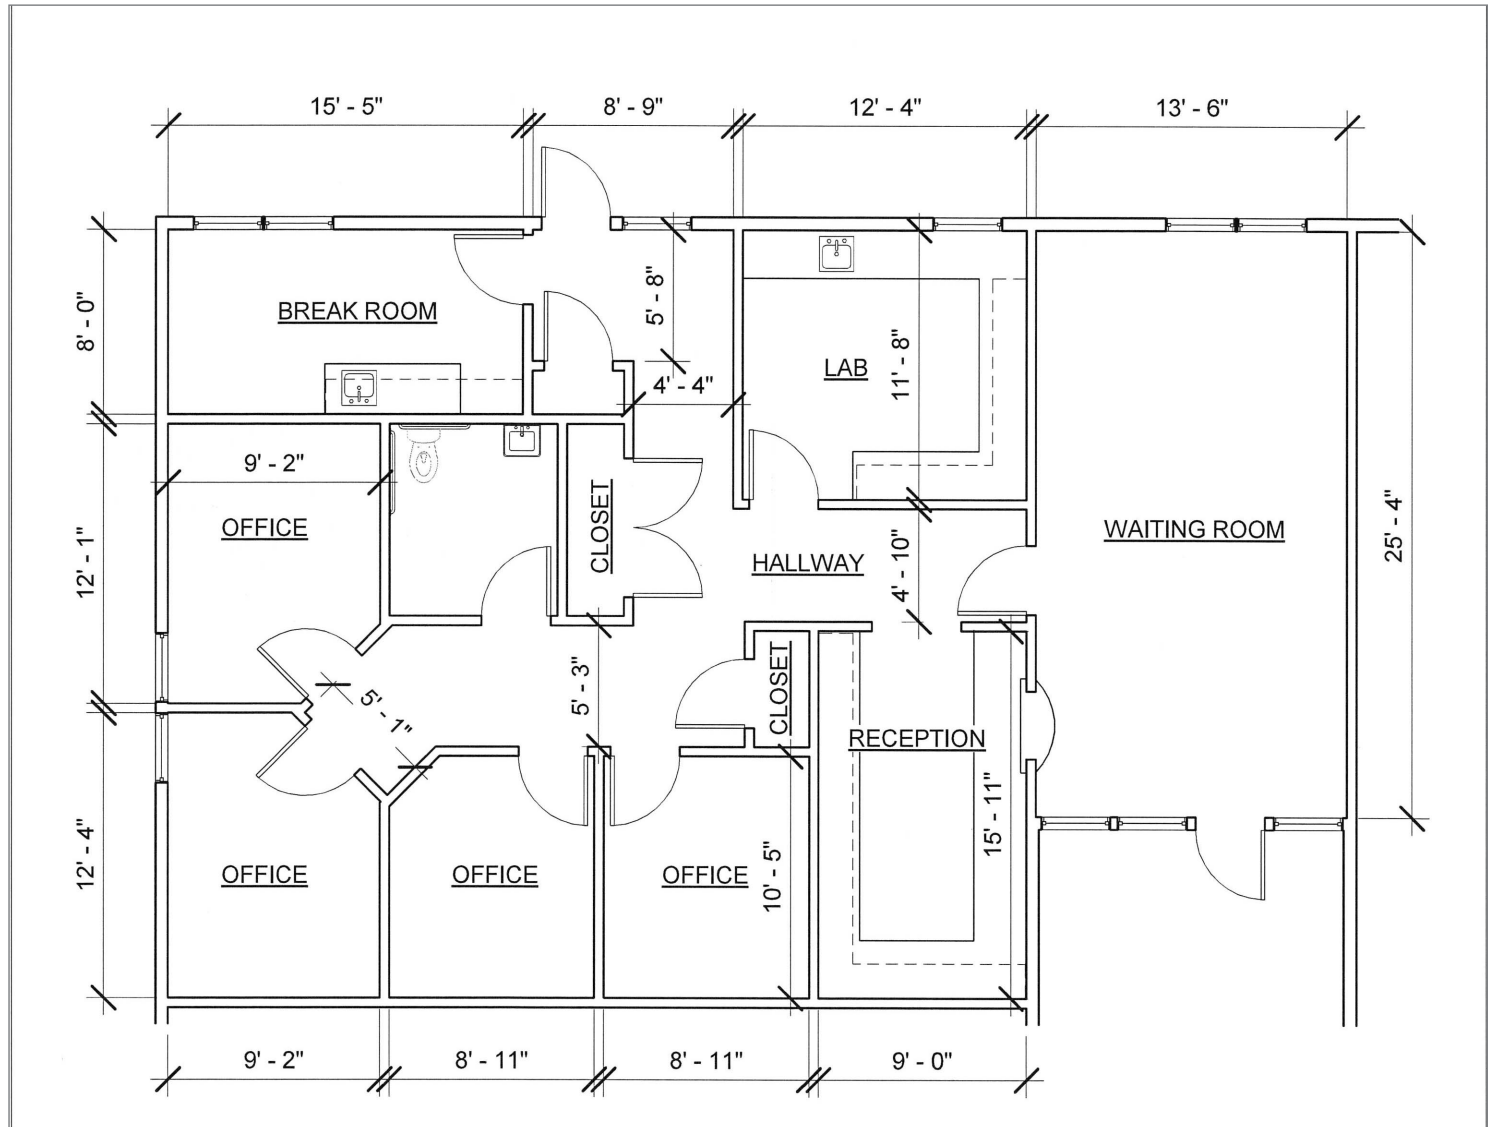 15' - 5"
8' - 9"
12' - 4"
13' - 6"
8' - 0"
BREAK ROOM
5' - 8"
4' - 4"
LAB
11' - 8"
9' - 2"
OFFICE
12' - 1"
CLOSET
HALLWAY
4' - 10"
WAITING ROOM
25' - 4"
5' - 1"
5' - 3"
CLOSET
RECEPTION
15' - 11"
12' - 4"
OFFICE
OFFICE
OFFICE
10' - 5"
9' - 2"
8' - 11"
8' - 11"
9' - 0"